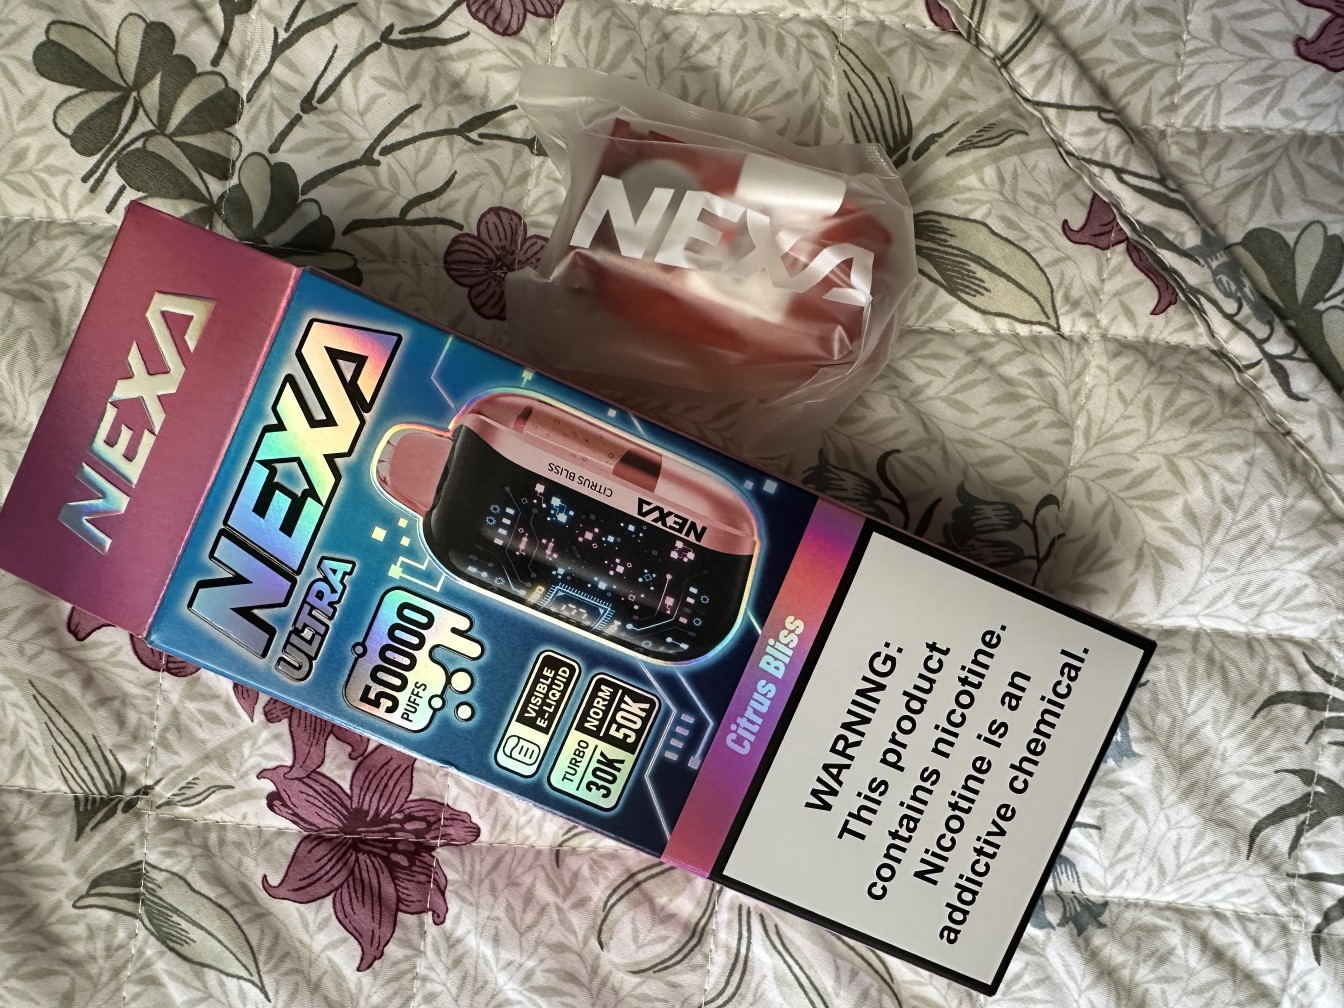 NEXA
NEXA
NEXA
ULTRA
50000
PUFFS
VISIBLE
E-LIQUID
TURBO
30K
NORM
50K
CITRUS BLISS
NEXA
Citrus Bliss
WARNING:
This product
contains nicotine.
Nicotine is an
addictive chemical.